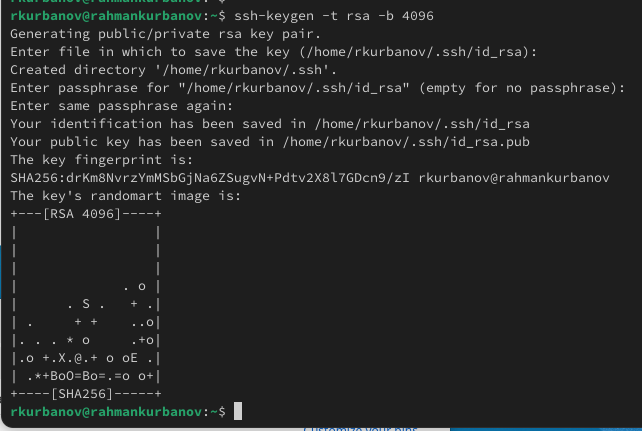 rkurbanov@rahmankurbanov:~$ ssh-keygen -t rsa -b 4096
Generating public/private rsa key pair.
Enter file in which to save the key (/home/rkurbanov/.ssh/id_rsa):
Created directory '/home/rkurbanov/.ssh'.
Enter passphrase for "/home/rkurbanov/.ssh/id_rsa" (empty for no passphrase):
Enter same passphrase again:
Your identification has been saved in /home/rkurbanov/.ssh/id_rsa
Your public key has been saved in /home/rkurbanov/.ssh/id_rsa.pub
The key fingerprint is:
SHA256:drKm8NvrzYmMSbGjNa6ZSugvN+Pdtv2X8l7GDcn9/zI rkurbanov@rahmankurbanov
The key's randomart image is:
+---[RSA 4096]----+
|                 |
|                 |
|                 |
|             . o |
|      . S .   + .|
| .     + +    ..o|
|. . . * o     .+o|
|.o +.X.@.+ o oE .|
| .*+BoO=Bo=.=o o+|
+----[SHA256]-----+
rkurbanov@rahmankurbanov:~$